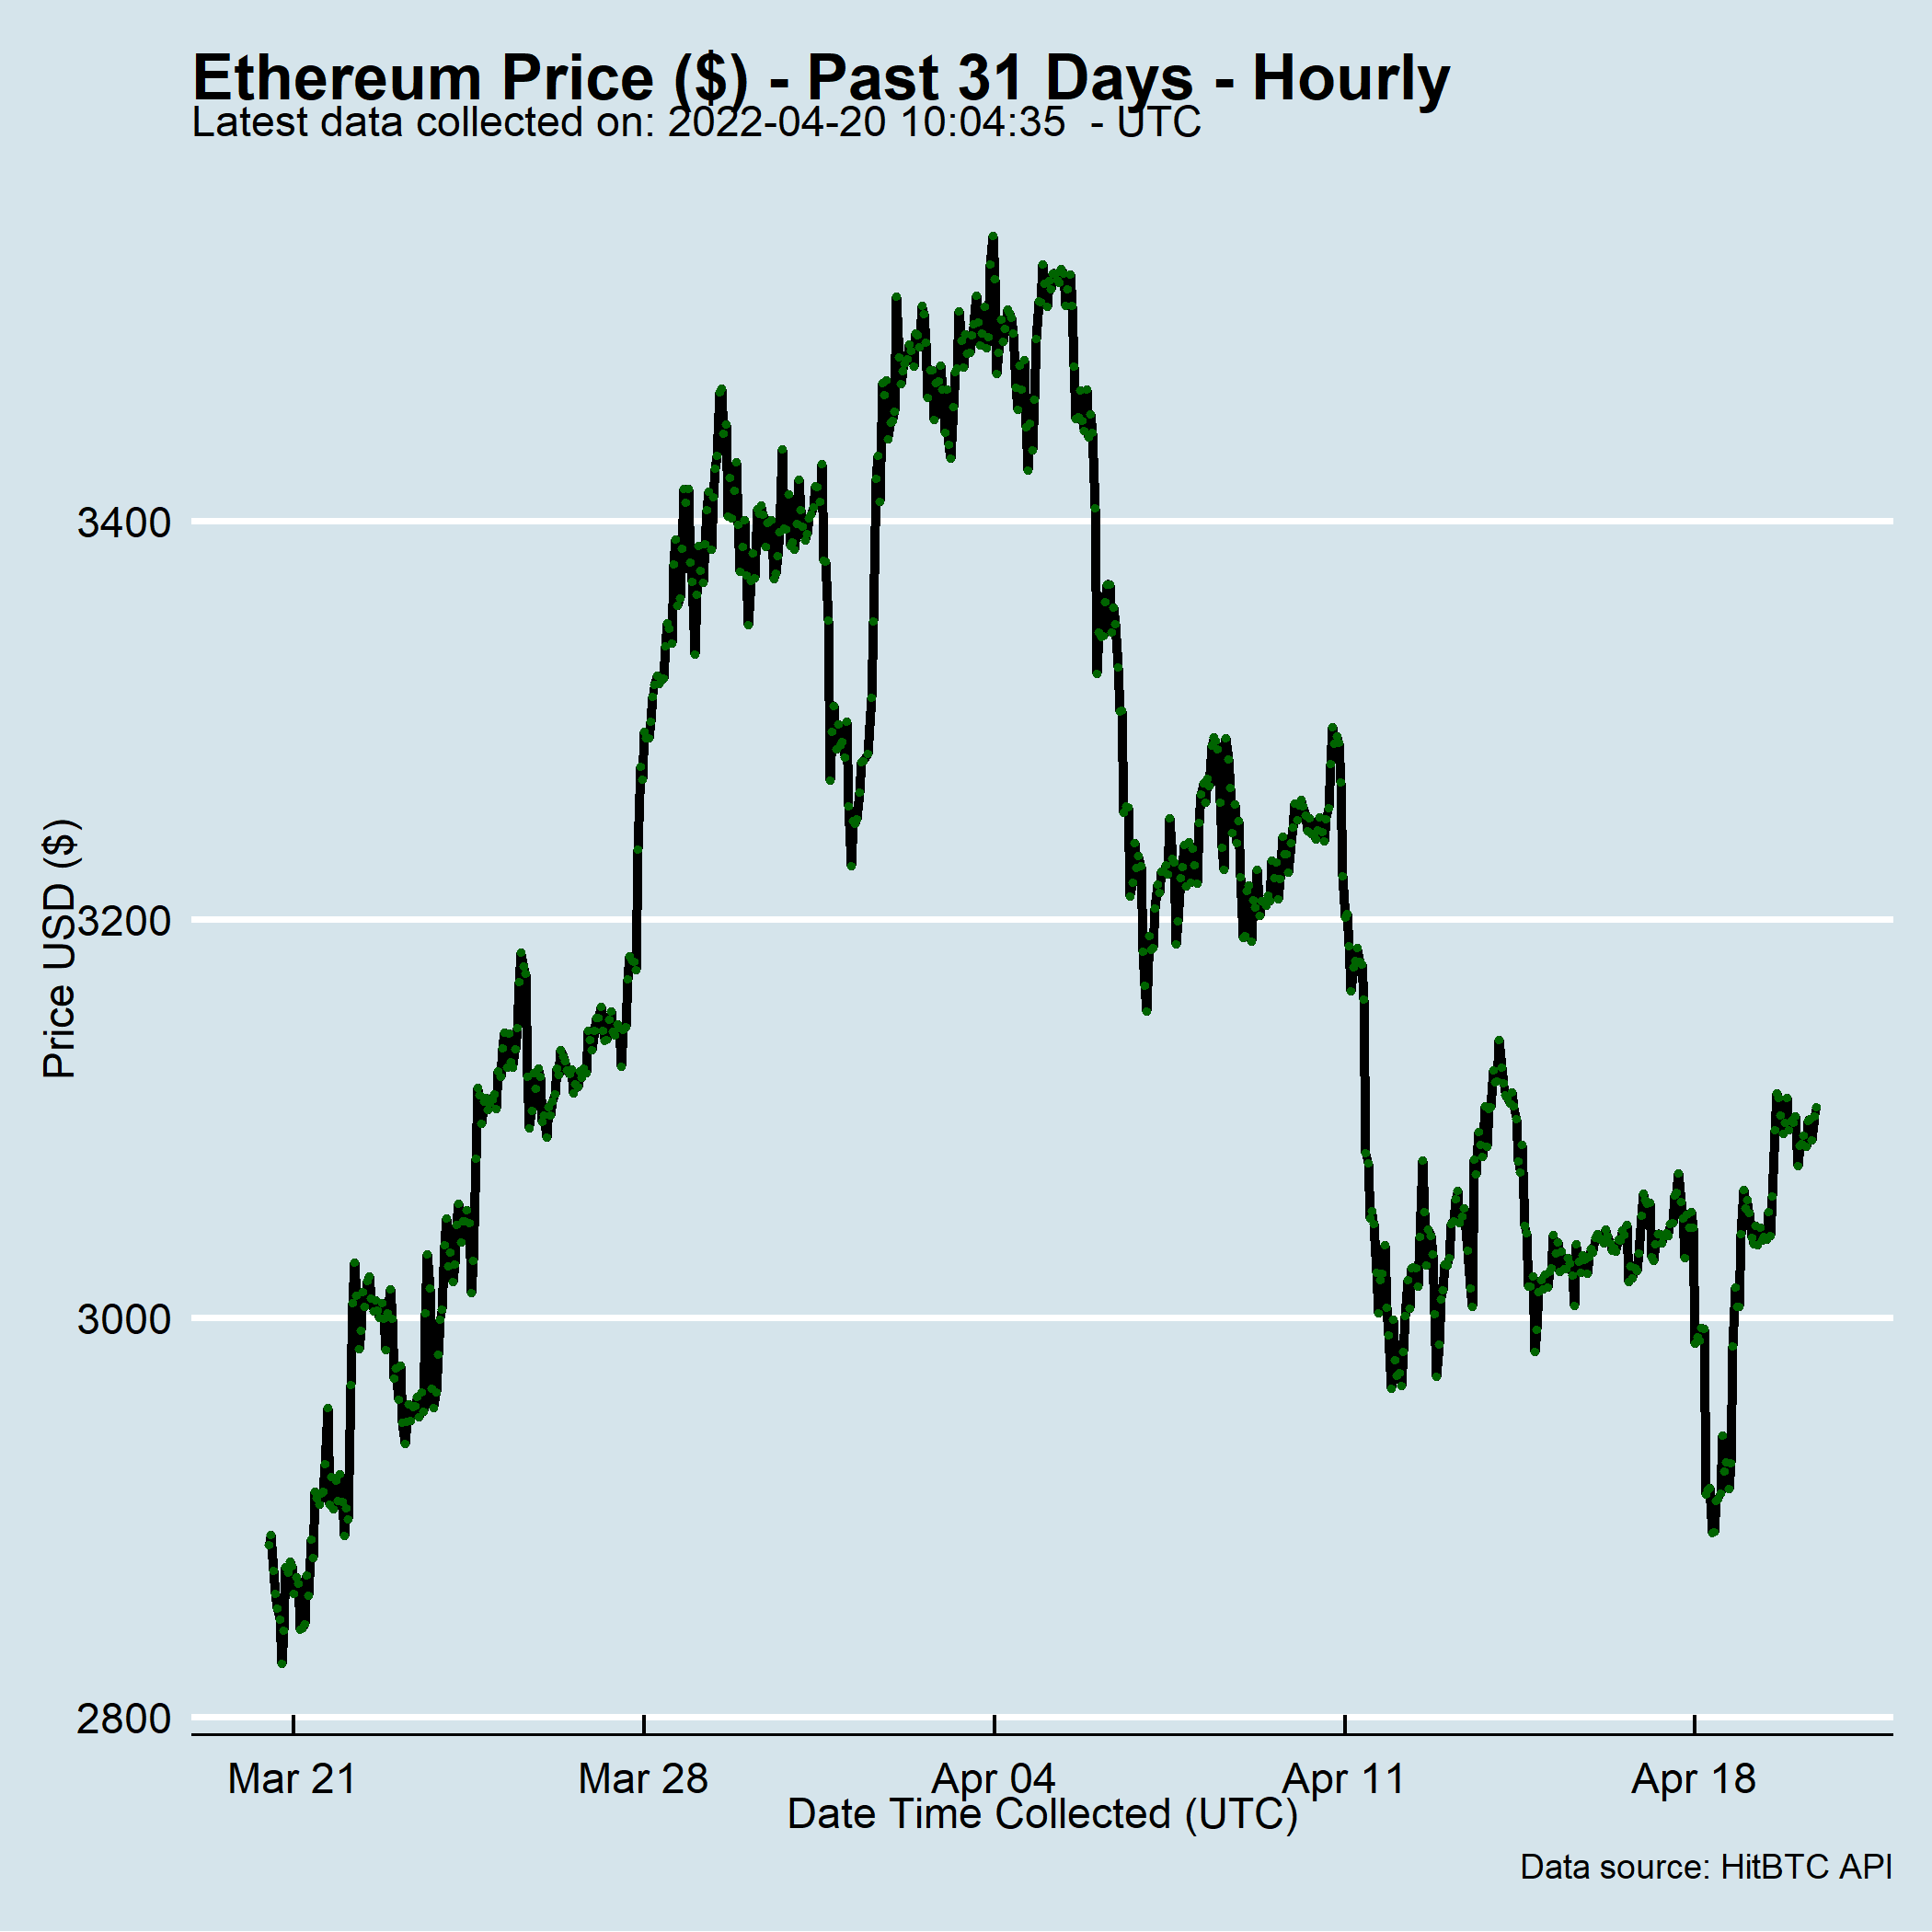 Ethereum Price ($) - Past 31 Days - Hourly
Latest data collected on: 2022-04-20 10:04:35  - UTC
Price USD ($)
3400
3200
3000
2800
Mar 21
Mar 28
Apr 04
Apr 11
Apr 18
Date Time Collected (UTC)
Data source: HitBTC API